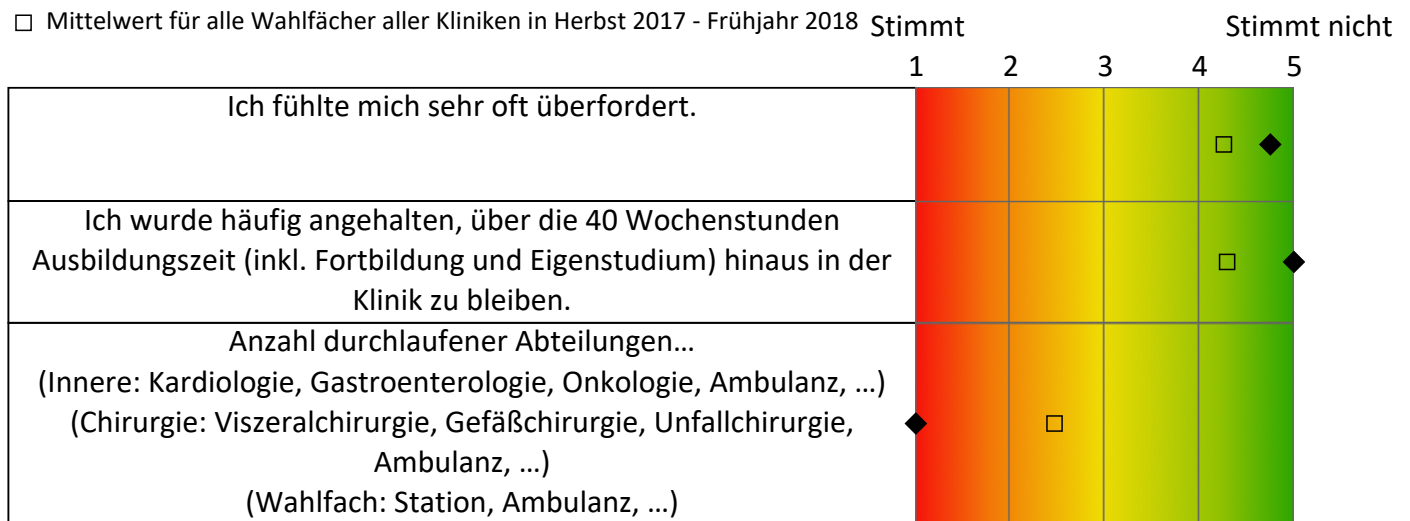 □ Mittelwert für alle Wahlfächer aller Kliniken in Herbst 2017 - Frühjahr 2018
Stimmt Stimmt nicht
1 2 3 4 5
Ich fühlte mich sehr oft überfordert.
Ich wurde häufig angehalten, über die 40 Wochenstunden
Ausbildungszeit (inkl. Fortbildung und Eigenstudium) hinaus in der
Klinik zu bleiben.
Anzahl durchlaufener Abteilungen…
(Innere: Kardiologie, Gastroenterologie, Onkologie, Ambulanz, …)
(Chirurgie: Viszeralchirurgie, Gefäßchirurgie, Unfallchirurgie,
Ambulanz, …)
(Wahlfach: Station, Ambulanz, …)